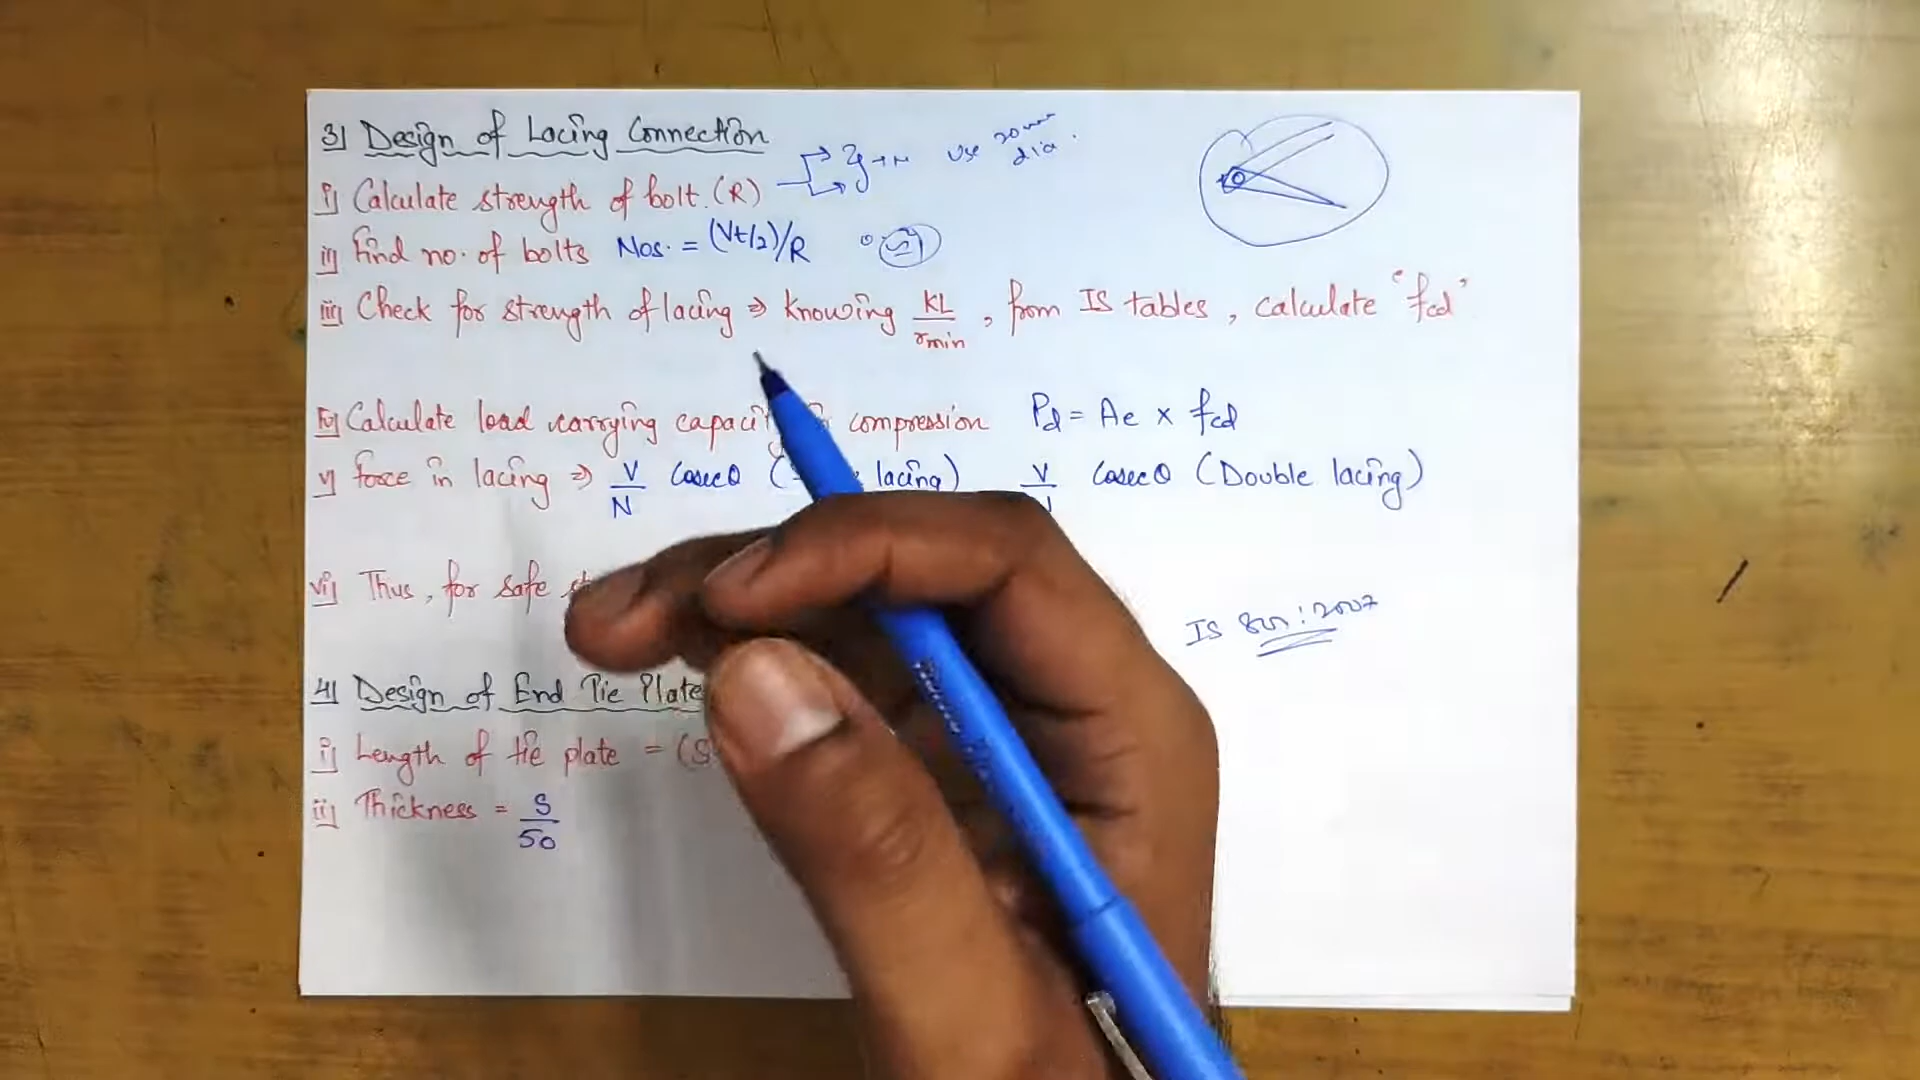 3] Design of Lacing Connection
i] Calculate strength of bolt. (R)
Use 20mm dia.
ii] Find no. of bolts Nos. = (Vt/2)/R
iii] Check for strength of lacing ⇒ Knowing KL/rmin, from IS tables, calculate "fcd"
iv] Calculate load carrying compression Pd = Ae × fcd
v] Force in lacing ⇒ V/N Cosecθ ( lacing) V/ Cosecθ (Double lacing)
vi] Thus, for safe
IS 800:2007
4] Design of End Tie Plate
i] Length of tie plate = (S
ii] Thickness = S/50